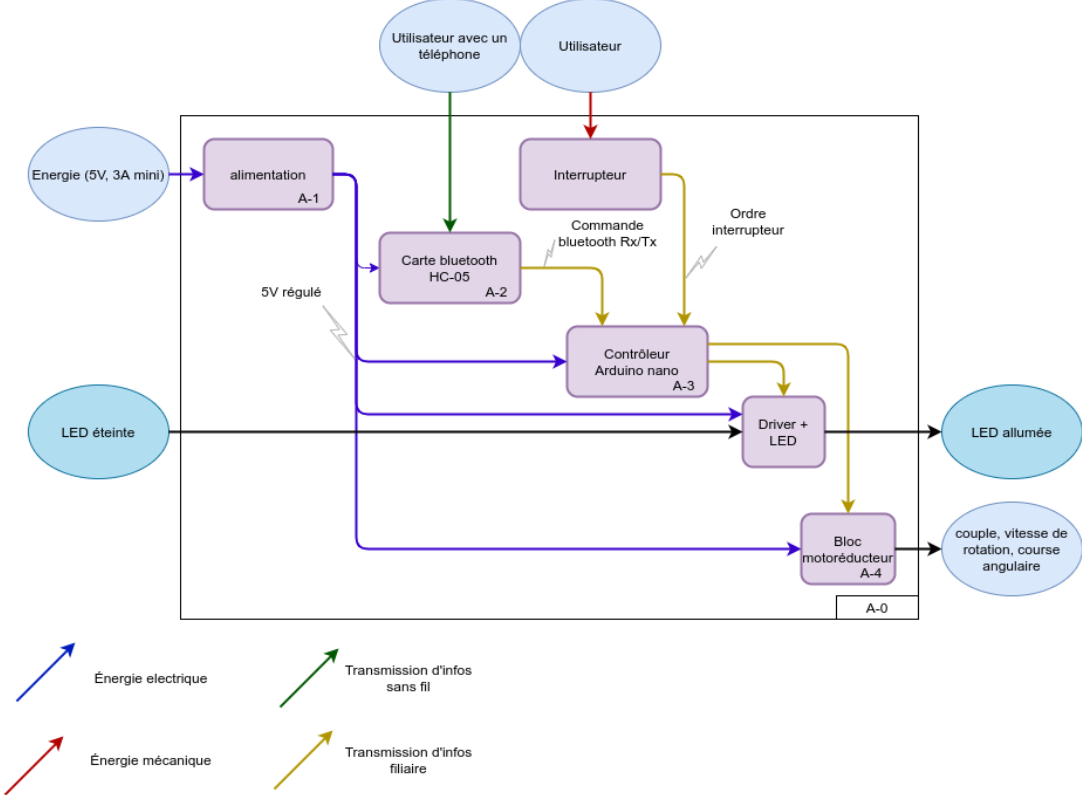 Utilisateur avec un
téléphone
Utilisateur
Energie (5V, 3A mini)
alimentation
A-1
Interrupteur
Commande
bluetooth Rx/Tx
Ordre
interrupteur
Carte bluetooth
HC-05
A-2
5V régulé
Contrôleur
Arduino nano
A-3
LED éteinte
Driver +
LED
LED allumée
Bloc
motoréducteur
A-4
couple, vitesse de
rotation, course
angulaire
A-0
Énergie electrique
Transmission d'infos
sans fil
Énergie mécanique
Transmission d'infos
filiaire